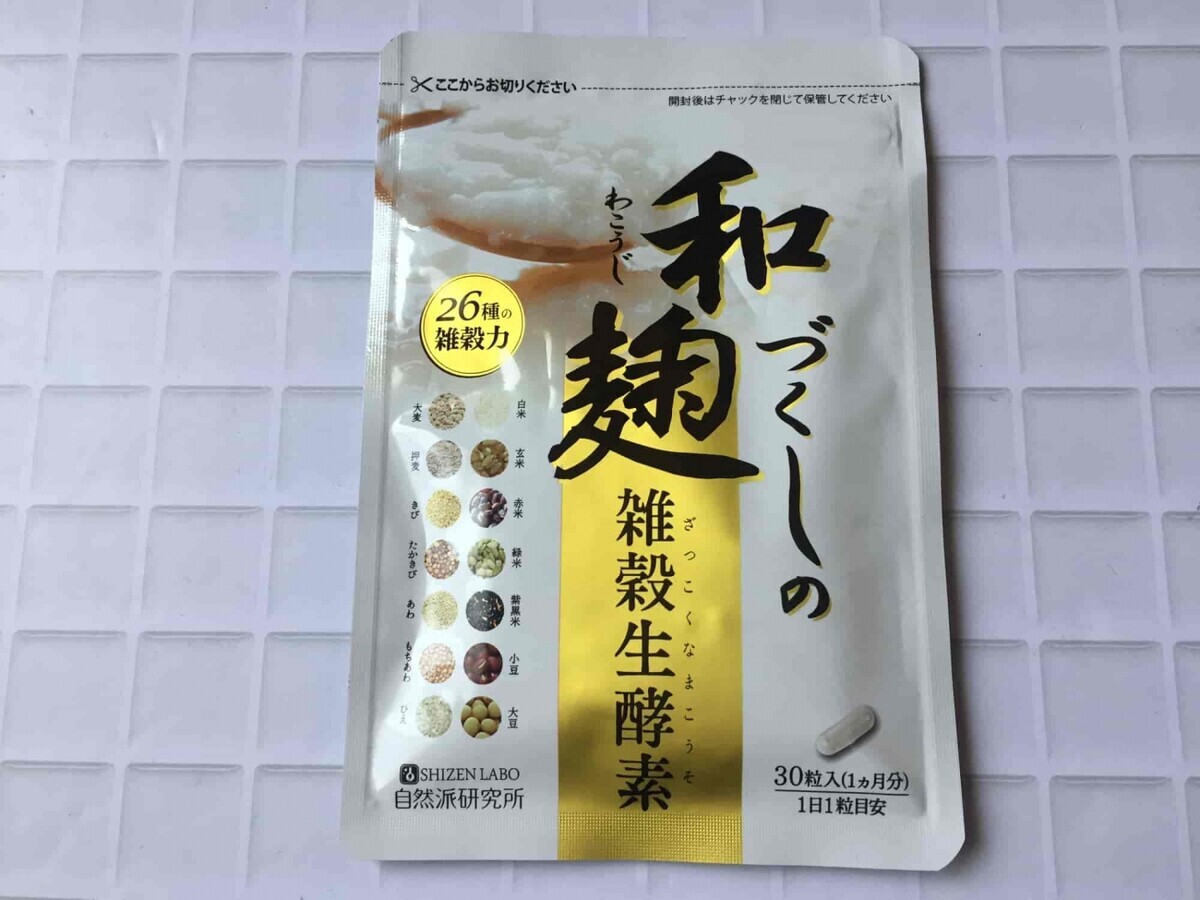 ここからお切りください
開封後はチャックを閉じて保管してください
和麹
わこうじ
づくしの
雑穀生酵素
ざっこくなまこうそ
26種の
雑穀力
大麦
白米
押麦
玄米
きび
赤米
たかきび
緑米
あわ
紫黒米
もちあわ
小豆
ひえ
大豆
SHIZEN LABO
自然派研究所
30粒入(1ヵ月分)
1日1粒目安